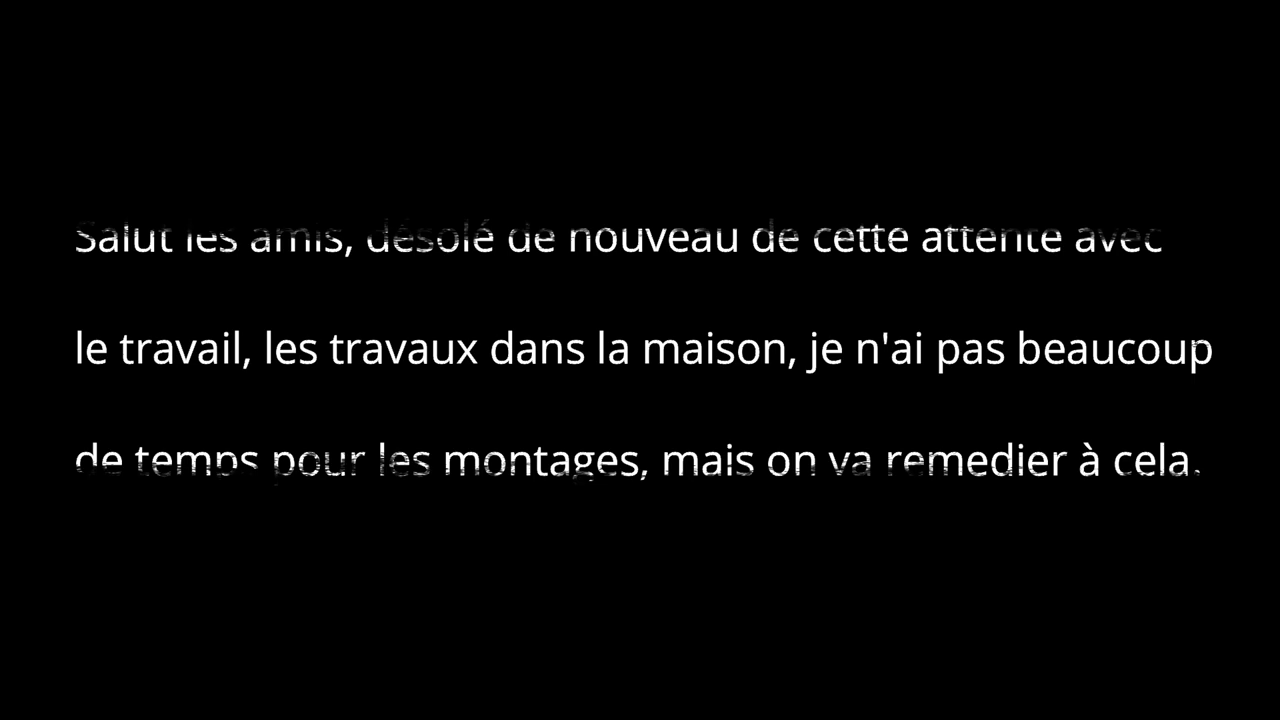 Salut les amis, désolé de nouveau de cette attente avec
le travail, les travaux dans la maison, je n'ai pas beaucoup
de temps pour les montages, mais on va remedier à cela.